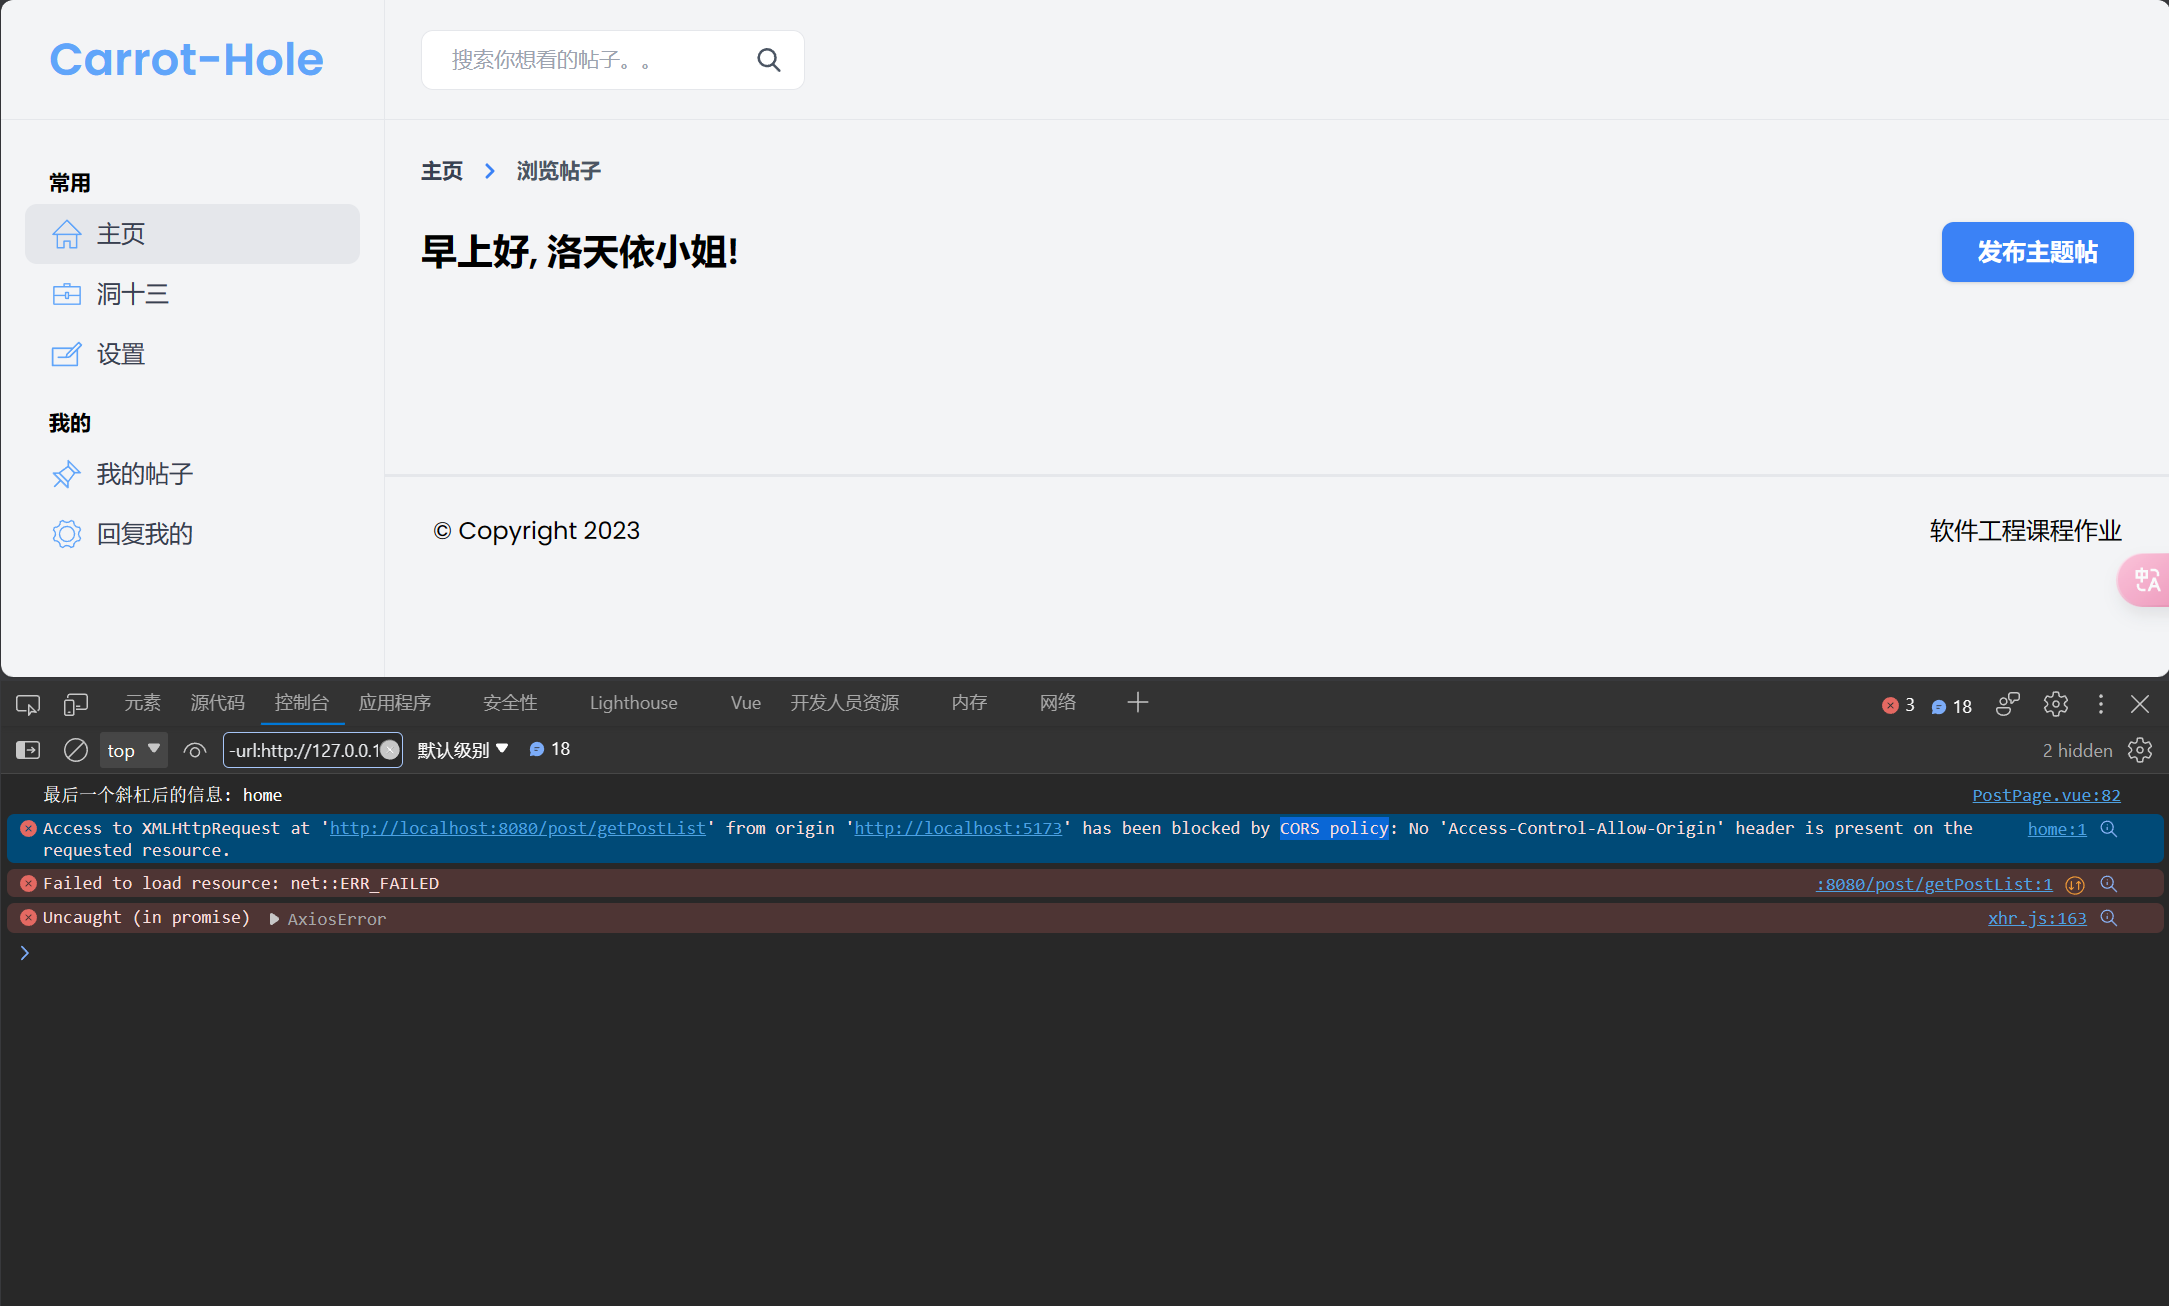 Carrot-Hole
搜索你想看的帖子。。
常用
主页
洞十三
设置
我的
我的帖子
回复我的
主页 > 浏览帖子
早上好, 洛天依小姐!
发布主题帖
© Copyright 2023
软件工程课程作业
元素 源代码 控制台 应用程序 安全性 Lighthouse Vue 开发人员资源 内存 网络 3 18
top -url:http://127.0.0.1 默认级别 18 2 hidden
最后一个斜杠后的信息: home PostPage.vue:82
Access to XMLHttpRequest at 'http://localhost:8080/post/getPostList' from origin 'http://localhost:5173' has been blocked by CORS policy: No 'Access-Control-Allow-Origin' header is present on the home:1
requested resource.
Failed to load resource: net::ERR_FAILED :8080/post/getPostList:1
Uncaught (in promise) AxiosError xhr.js:163